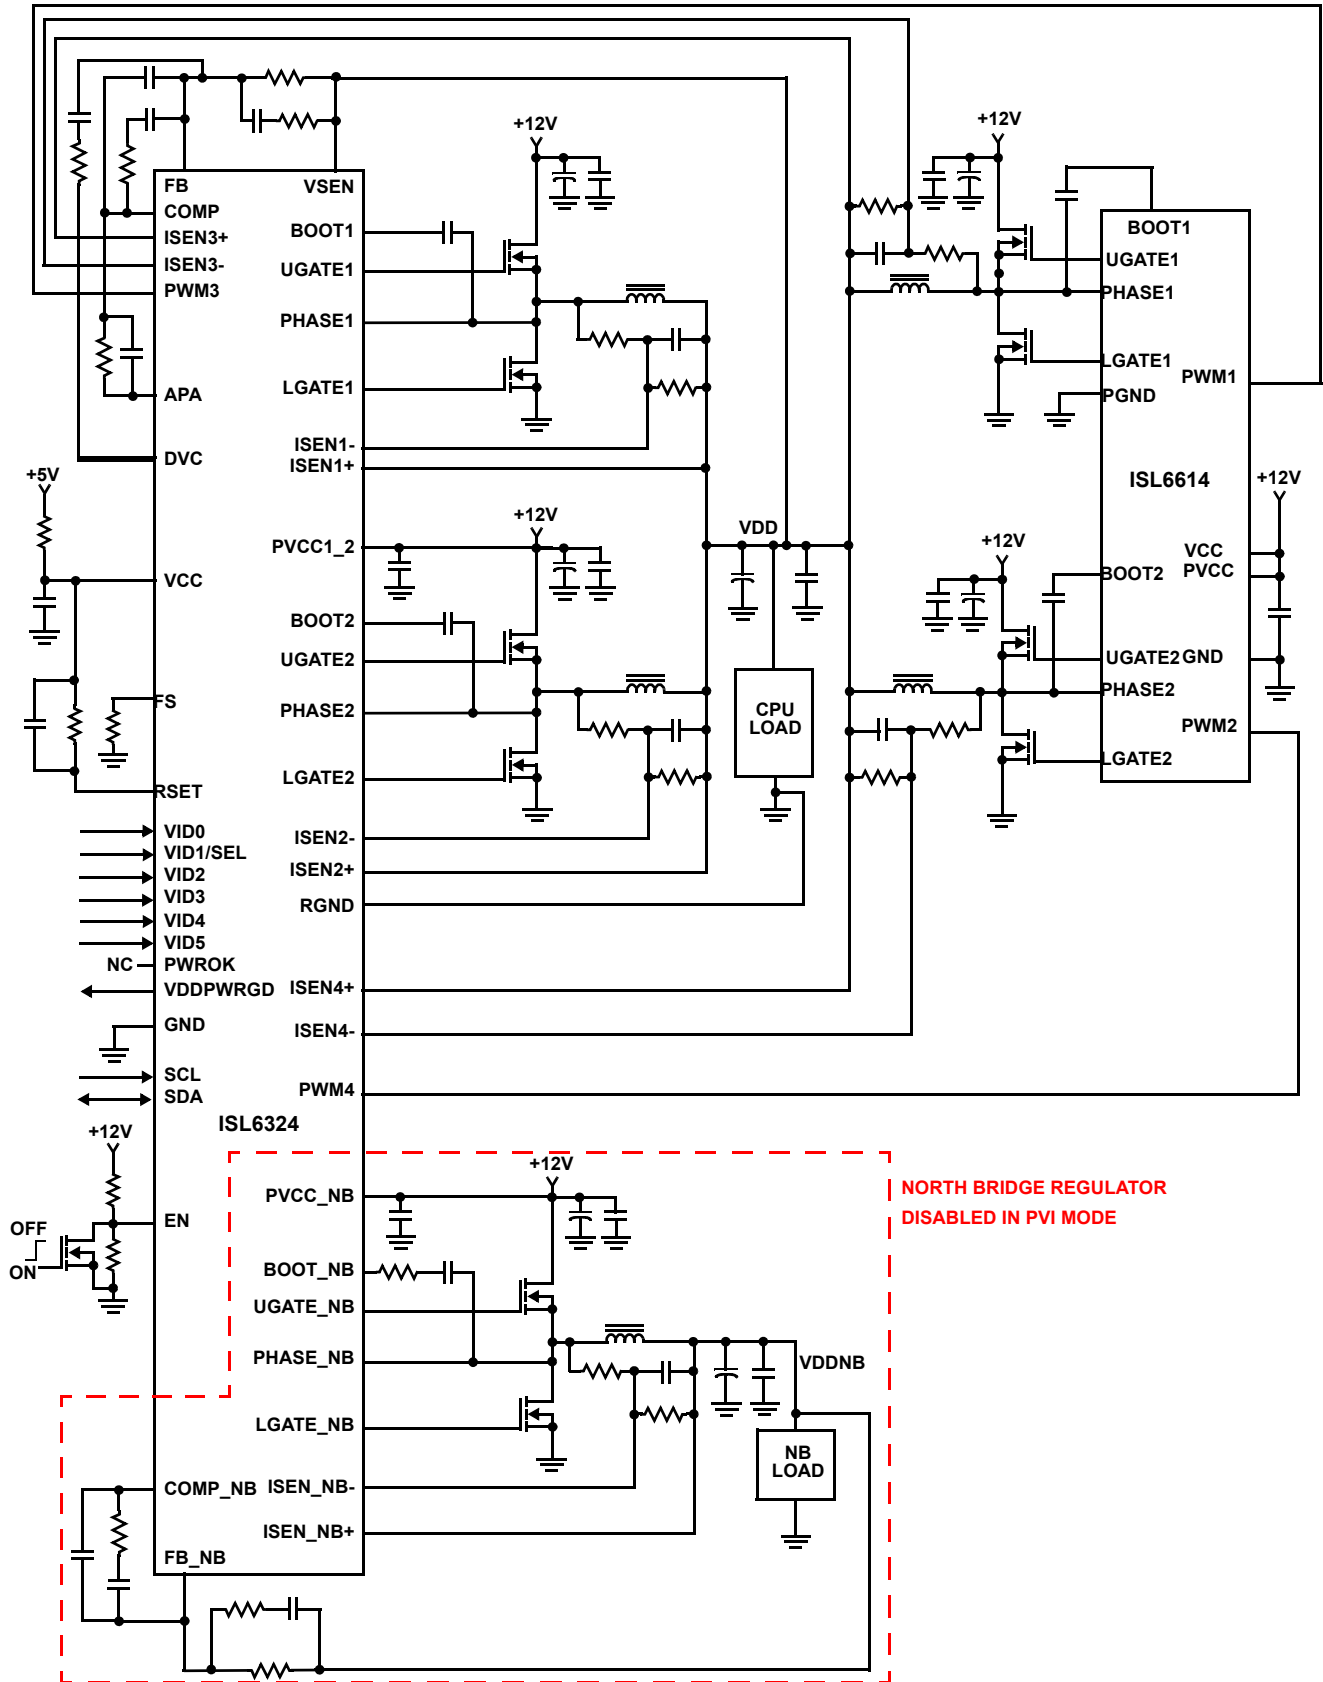 +12V
+12V
FB
VSEN
COMP
ISEN3+
ISEN3-
PWM3
APA
DVC
BOOT1
UGATE1
PHASE1
LGATE1
ISEN1-
ISEN1+
BOOT1
UGATE1
PHASE1
LGATE1
PGND
PWM1
ISL6614
+12V
VCC
PVCC
BOOT2
UGATE2
GND
PHASE2
PWM2
LGATE2
+12V
+5V
VCC
FS
RSET
+12V
PVCC1_2
BOOT2
UGATE2
PHASE2
LGATE2
ISEN2-
ISEN2+
RGND
VDD
CPU
LOAD
VID0
VID1/SEL
VID2
VID3
VID4
VID5
NC
PWROK
VDDPWRGD
GND
SCL
SDA
ISEN4+
ISEN4-
PWM4
ISL6324
+12V
EN
OFF
ON
+12V
PVCC_NB
BOOT_NB
UGATE_NB
PHASE_NB
LGATE_NB
ISEN_NB-
ISEN_NB+
COMP_NB
FB_NB
VDDNB
NB
LOAD
NORTH BRIDGE REGULATOR
DISABLED IN PVI MODE